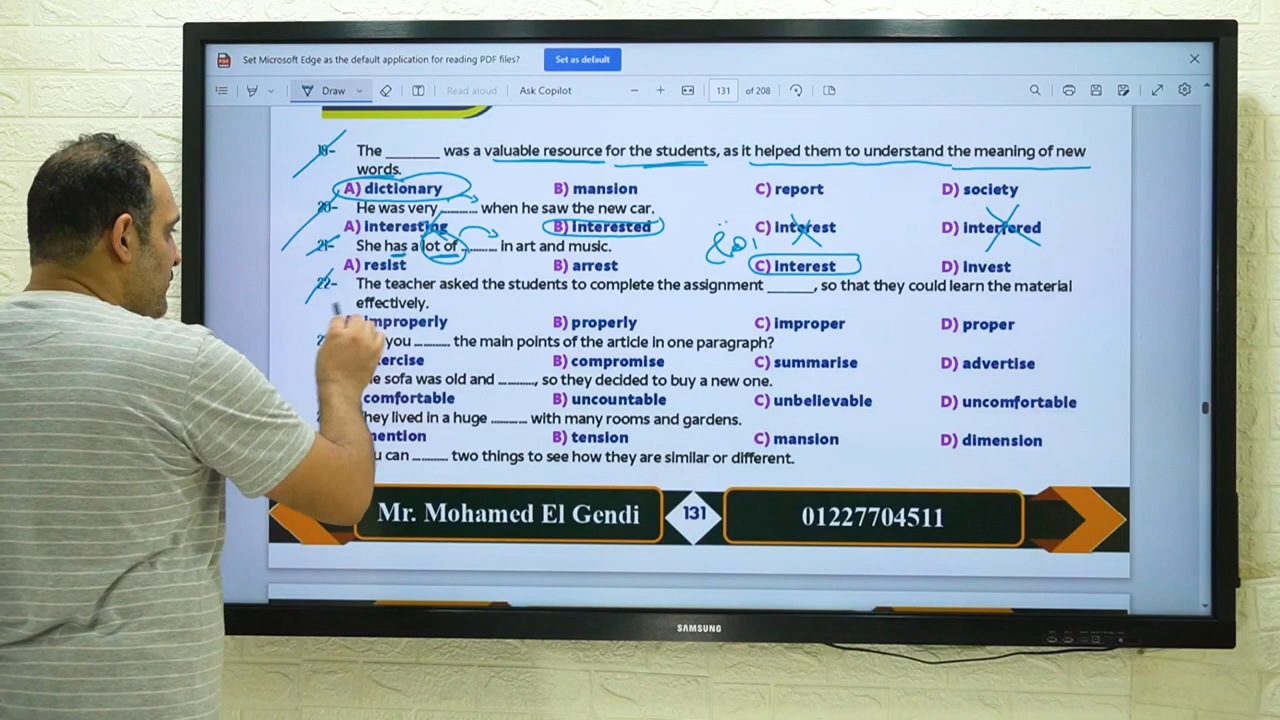 Set Microsoft Edge as the default application for reading PDF files? Set as default
Draw Read aloud Ask Copilot 131 of 208
19- The ________ was a valuable resource for the students, as it helped them to understand the meaning of new
words.
A) dictionary B) mansion C) report D) society
20- He was very .......... when he saw the new car.
A) Interesting B) Interested C) Interest D) Interfered
21- She has a lot of .......... in art and music.
A) resist B) arrest C) Interest D) Invest
22- The teacher asked the students to complete the assignment ______, so that they could learn the material
effectively.
improperly B) properly C) Improper D) proper
you .......... the main points of the article in one paragraph?
B) compromise C) summarise D) advertise
sofa was old and .........., so they decided to buy a new one.
comfortable B) uncountable C) unbelievable D) uncomfortable
They lived in a huge .......... with many rooms and gardens.
mention B) tension C) mansion D) dimension
can .......... two things to see how they are similar or different.
Mr. Mohamed El Gendi 131 01227704511
SAMSUNG